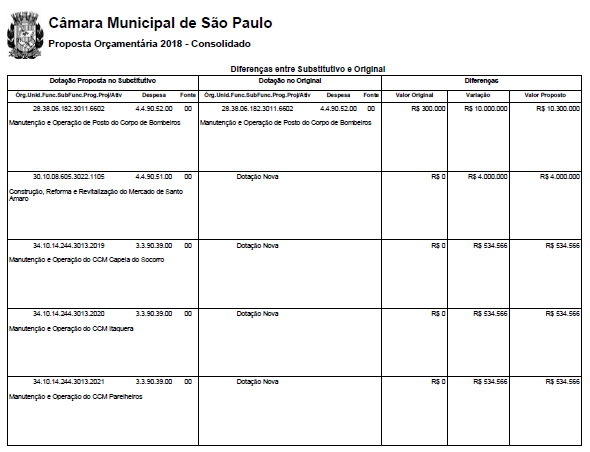 Câmara Municipal de São Paulo
Proposta Orçamentária 2018 - Consolidado
Diferenças entre Substitutivo e Original
Dotação Proposta no Substitutivo Dotação no Original Diferenças
Órg.Unid.Func.SubFunc.Prog.Proj/Ativ Despesa Fonte Órg.Unid.Func.SubFunc.Prog.Proj/Ativ Despesa Fonte Valor Original Variação Valor Proposto
28.38.06.182.3011.6602 4.4.90.52.00 00 28.38.06.182.3011.6602 4.4.90.52.00 00 R$ 300.000 R$ 10.000.000 R$ 10.300.000
Manutenção e Operação de Posto do Corpo de Bombeiros Manutenção e Operação de Posto do Corpo de Bombeiros
30.10.08.605.3022.1105 4.4.90.51.00 00 Dotação Nova R$ 0 R$ 4.000.000 R$ 4.000.000
Construção, Reforma e Revitalização do Mercado de Santo
Amaro
34.10.14.244.3013.2019 3.3.90.39.00 00 Dotação Nova R$ 0 R$ 534.566 R$ 534.566
Manutenção e Operação do CCM Capela do Socorro
34.10.14.244.3013.2020 3.3.90.39.00 00 Dotação Nova R$ 0 R$ 534.566 R$ 534.566
Manutenção e Operação do CCM Itaquera
34.10.14.244.3013.2021 3.3.90.39.00 00 Dotação Nova R$ 0 R$ 534.566 R$ 534.566
Manutenção e Operação do CCM Parelheiros